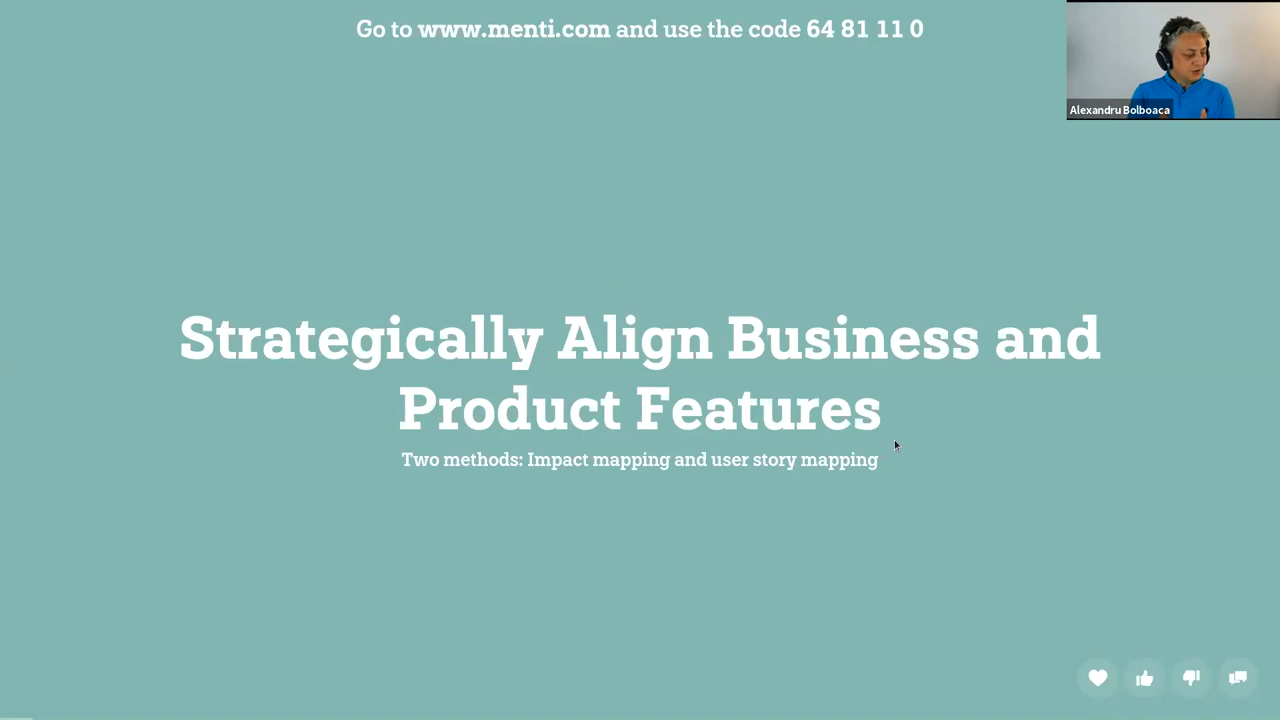 Go to www.menti.com and use the code 64 81 11 0
Alexandru Bolboaca
Strategically Align Business and
Product Features
Two methods: Impact mapping and user story mapping